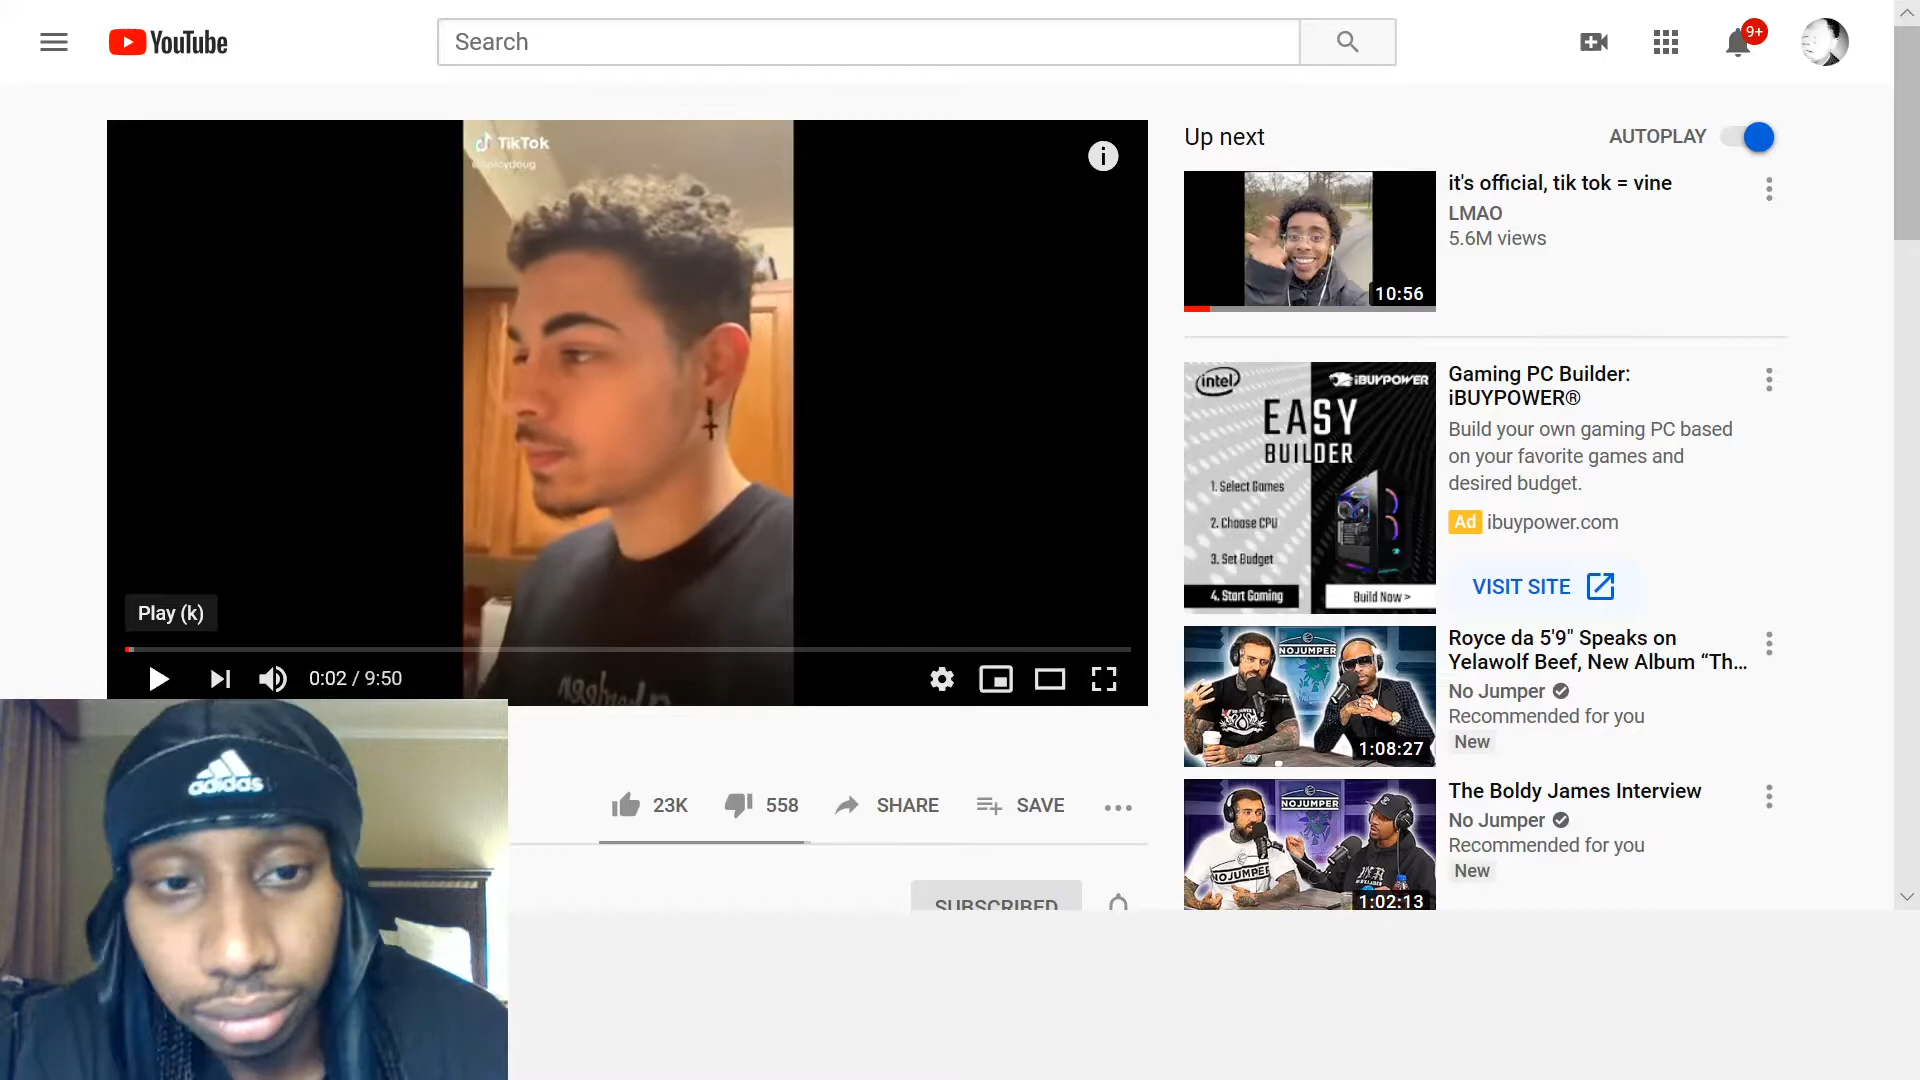 YouTube
Search
9+
TikTok
Play (k)
0:02 / 9:50
adidas
23K
558
SHARE
SAVE
SUBSCRIBED
Up next
AUTOPLAY
10:56
it's official, tik tok = vine
LMAO
5.6M views
intel
iBUYPOWER
EASY
BUILDER
1. Select Games
2. Choose CPU
3. Set Budget
4. Start Gaming
Build Now >
Gaming PC Builder:
iBUYPOWER®
Build your own gaming PC based
on your favorite games and
desired budget.
Ad ibuypower.com
VISIT SITE
NOJUMPER
1:08:27
Royce da 5'9" Speaks on
Yelawolf Beef, New Album “Th...
No Jumper
Recommended for you
New
NOJUMPER
NOJUMPER
1:02:13
The Boldy James Interview
No Jumper
Recommended for you
New